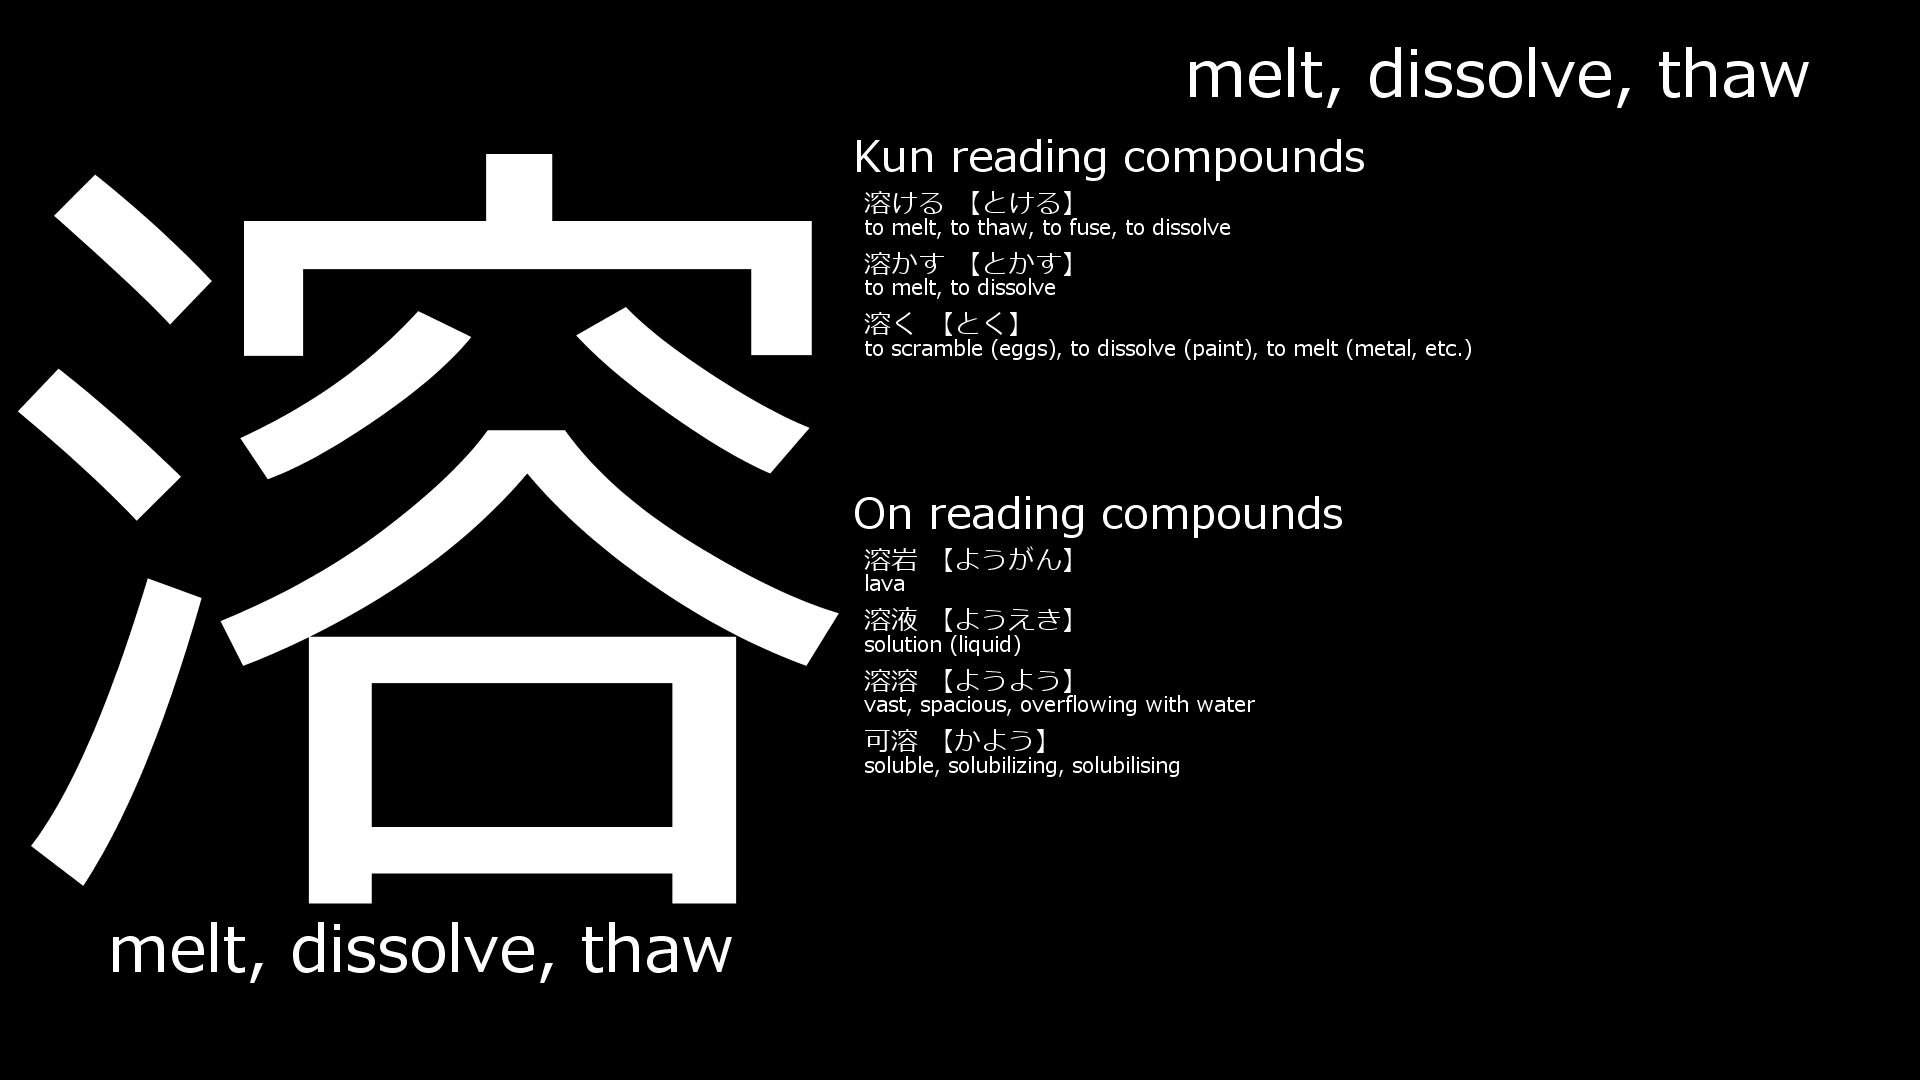 melt, dissolve, thaw
溶
melt, dissolve, thaw
Kun reading compounds
溶ける 【とける】
to melt, to thaw, to fuse, to dissolve
溶かす 【とかす】
to melt, to dissolve
溶く 【とく】
to scramble (eggs), to dissolve (paint), to melt (metal, etc.)
On reading compounds
溶岩 【ようがん】
lava
溶液 【ようえき】
solution (liquid)
溶溶 【ようよう】
vast, spacious, overflowing with water
可溶 【かよう】
soluble, solubilizing, solubilising